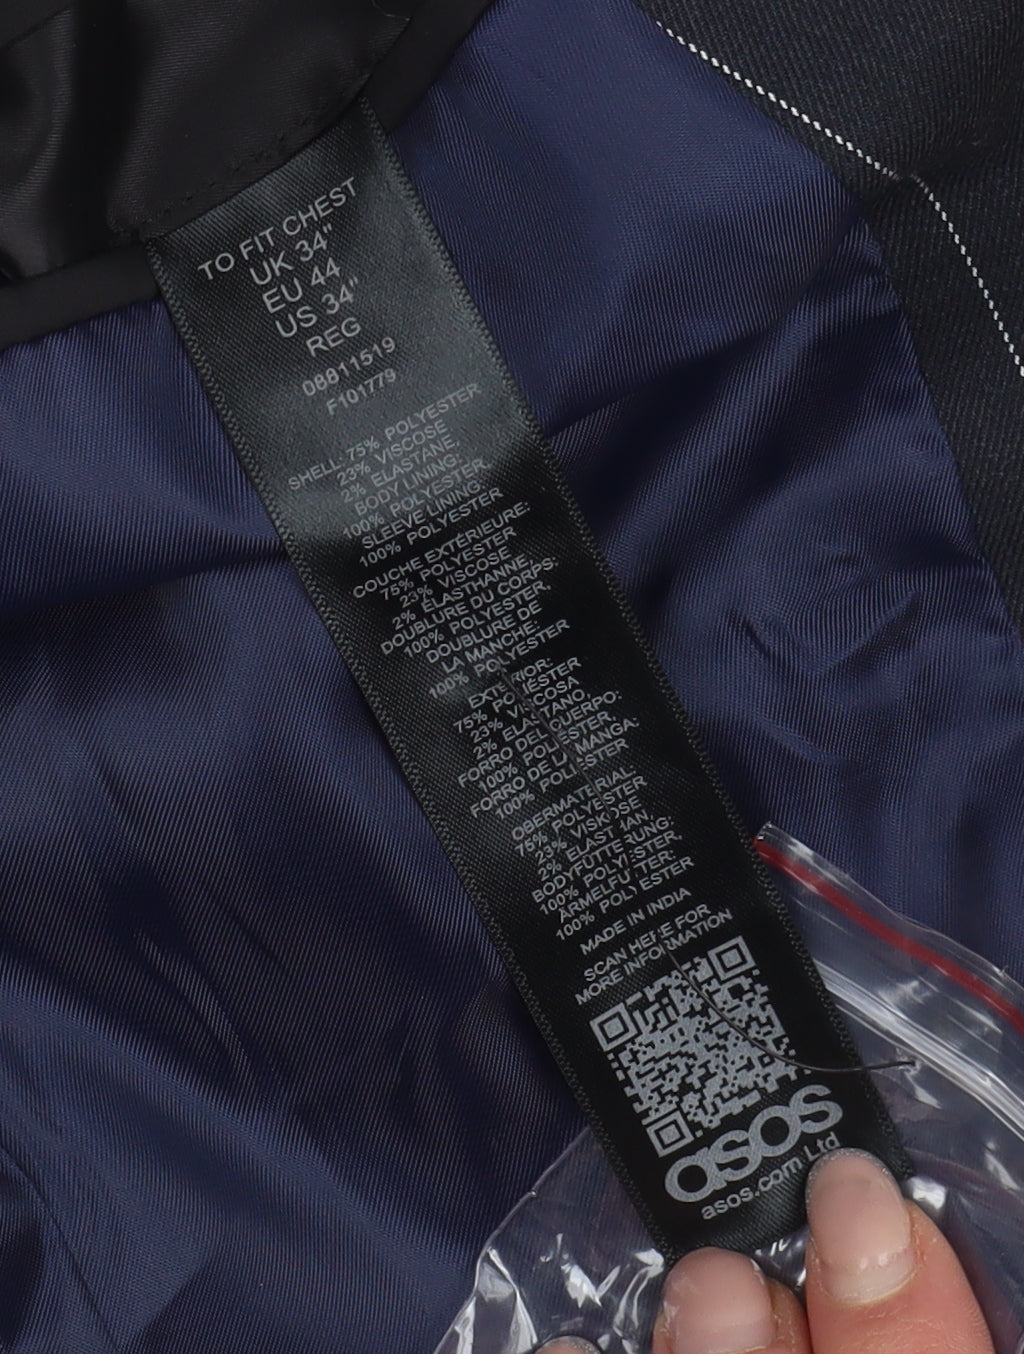 TO FIT CHEST
UK 34"
EU 44
US 34"
REG
08811519
F101779
SHELL: 75% POLYESTER
23% VISCOSE
2% ELASTANE,
BODY LINING:
100% POLYESTER,
SLEEVE LINING:
100% POLYESTER
COUCHE EXTÉRIEURE:
75% POLYESTER
23% VISCOSE
2% ÉLASTHANNE,
DOUBLURE DU CORPS:
100% POLYESTER,
DOUBLURE DE
LA MANCHE:
100% POLYESTER
EXTERIOR:
75% POLIÉSTER
23% VISCOSA
2% ELASTANO,
FORRO DEL CUERPO:
100% POLIÉSTER,
FORRO DE LA MANGA:
100% POLIÉSTER
OBERMATERIAL:
75% POLYESTER
23% VISKOSE
2% ELASTHAN,
BODYFÜTTERUNG:
100% POLYESTER,
ÄRMELFUTTER:
100% POLYESTER
MADE IN INDIA
SCAN HERE FOR
MORE INFORMATION
asos
asos.com Ltd